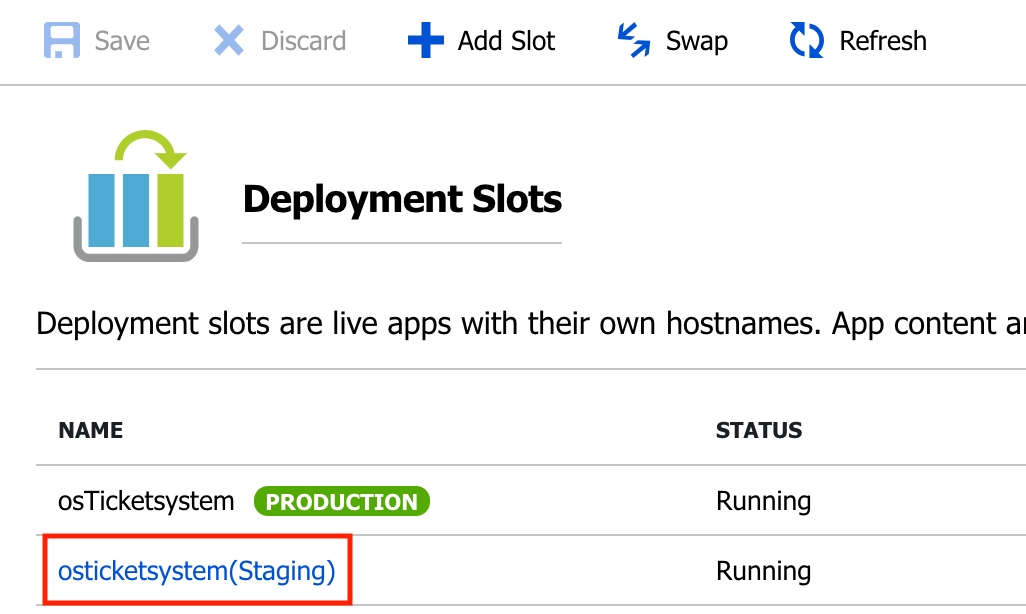 Save Discard Add Slot Swap Refresh
Deployment Slots
Deployment slots are live apps with their own hostnames. App content
NAME STATUS
osTicketsystem PRODUCTION Running
osticketsystem(Staging) Running